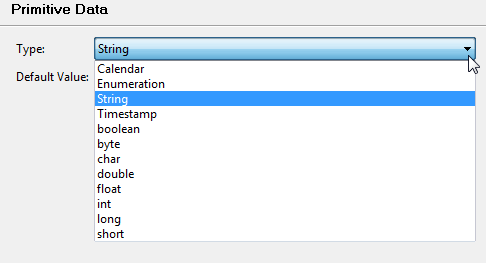 Primitive Data
Type: String
Default Value:
Calendar
Enumeration
String
Timestamp
boolean
byte
char
double
float
int
long
short